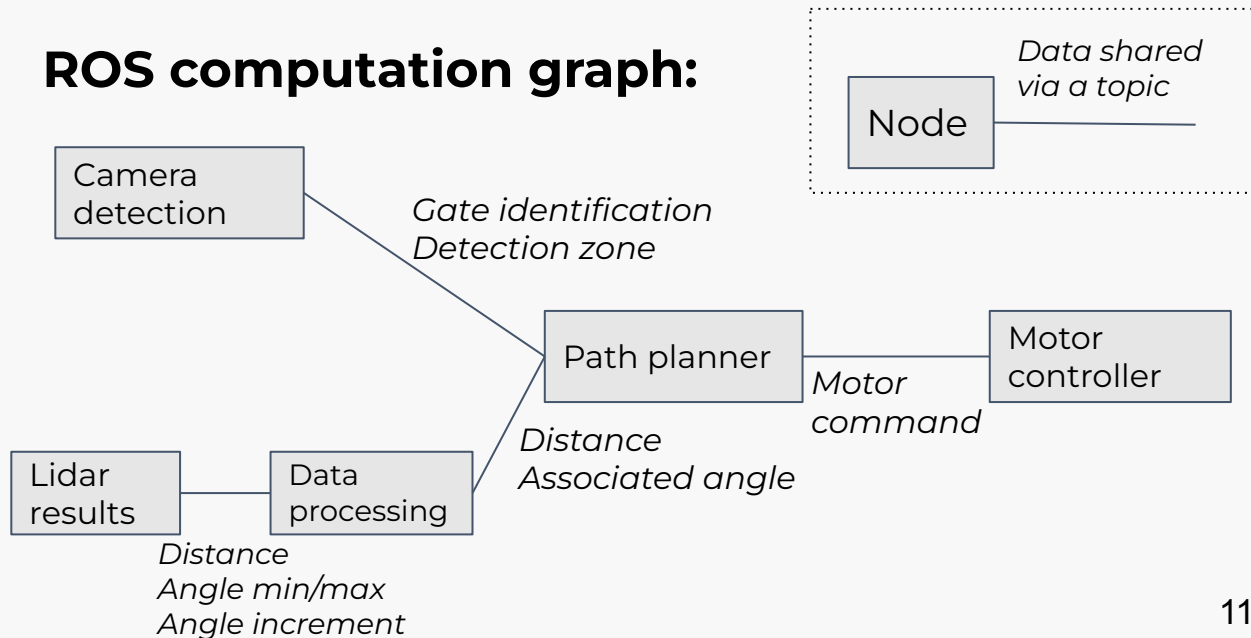 ROS computation graph:
Data shared
via a topic
Node
Camera
detection
Gate identification
Detection zone
Path planner
Motor
controller
Motor
command
Distance
Associated angle
Lidar
results
Data
processing
Distance
Angle min/max
Angle increment
11